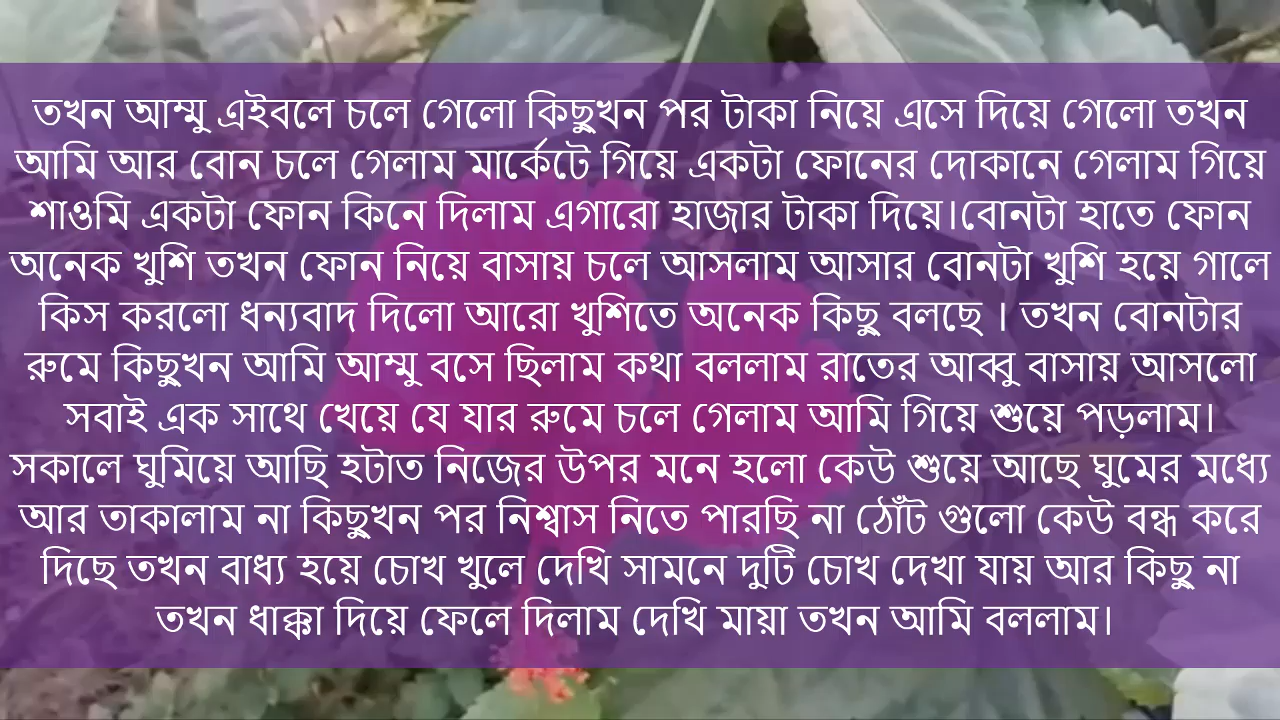 তখন আম্মু এইবলে চলে গেলো কিছুখন পর টাকা নিয়ে এসে দিয়ে গেলো তখন
আমি আর বোন চলে গেলাম মার্কেটে গিয়ে একটা ফোনের দোকানে গেলাম গিয়ে
শাওমি একটা ফোন কিনে দিলাম এগারো হাজার টাকা দিয়ে।বোনটা হাতে ফোন
অনেক খুশি তখন ফোন নিয়ে বাসায় চলে আসলাম আসার বোনটা খুশি হয়ে গালে
কিস করলো ধন্যবাদ দিলো আরো খুশিতে অনেক কিছু বলছে । তখন বোনটার
রুমে কিছুখন আমি আম্মু বসে ছিলাম কথা বললাম রাতের আব্বু বাসায় আসলো
সবাই এক সাথে খেয়ে যে যার রুমে চলে গেলাম আমি গিয়ে শুয়ে পড়লাম।
সকালে ঘুমিয়ে আছি হটাত নিজের উপর মনে হলো কেউ শুয়ে আছে ঘুমের মধ্যে
আর তাকালাম না কিছুখন পর নিশ্বাস নিতে পারছি না ঠোঁট গুলো কেউ বন্ধ করে
দিছে তখন বাধ্য হয়ে চোখ খুলে দেখি সামনে দুটি চোখ দেখা যায় আর কিছু না
তখন ধাক্কা দিয়ে ফেলে দিলাম দেখি মায়া তখন আমি বললাম।